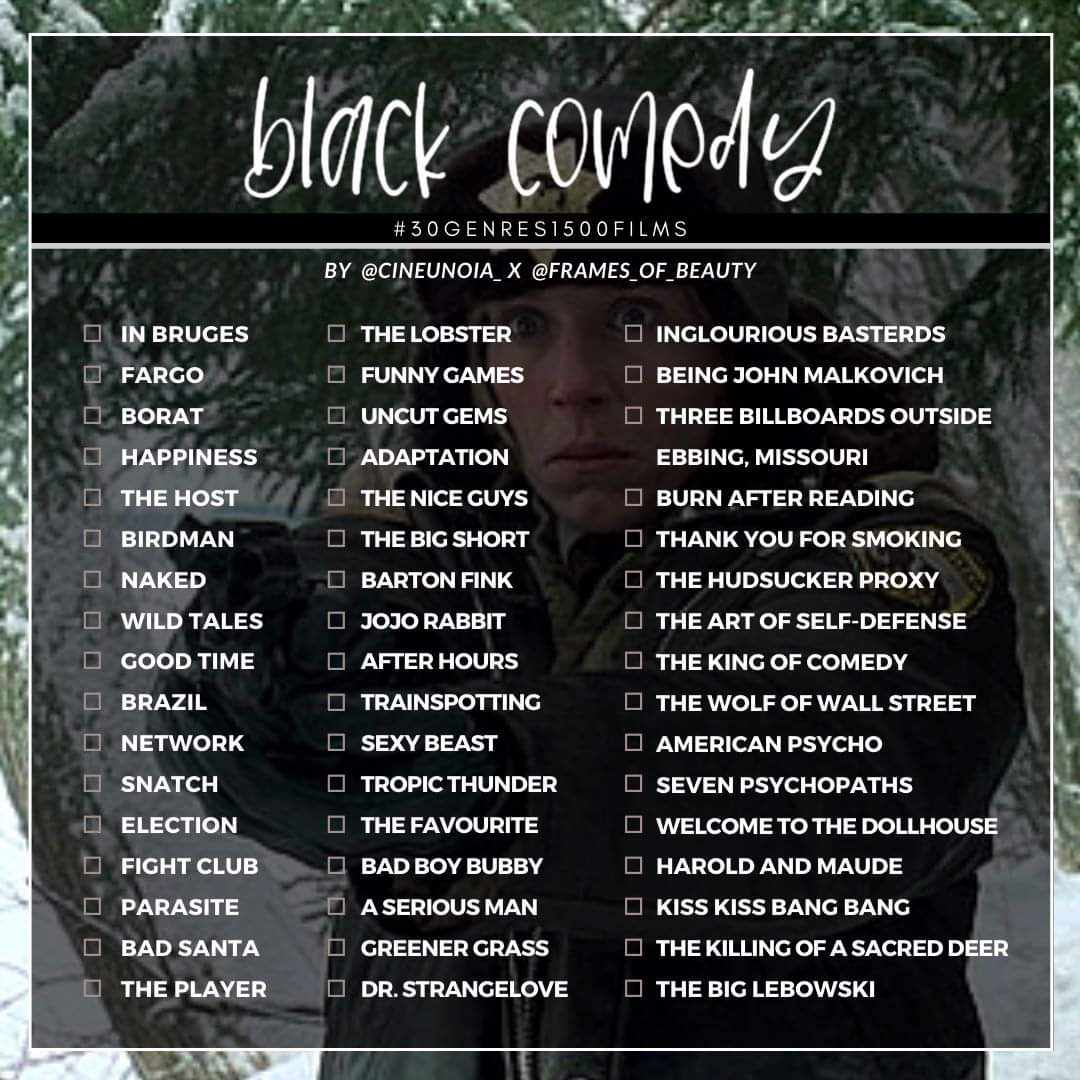 black comedy
#30GENRES1500FILMS
BY @CINEUNOIA_ X @FRAMES_OF_BEAUTY
IN BRUGES
FARGO
BORAT
HAPPINESS
THE HOST
BIRDMAN
NAKED
WILD TALES
GOOD TIME
BRAZIL
NETWORK
SNATCH
ELECTION
FIGHT CLUB
PARASITE
BAD SANTA
THE PLAYER
THE LOBSTER
FUNNY GAMES
UNCUT GEMS
ADAPTATION
THE NICE GUYS
THE BIG SHORT
BARTON FINK
JOJO RABBIT
AFTER HOURS
TRAINSPOTTING
SEXY BEAST
TROPIC THUNDER
THE FAVOURITE
BAD BOY BUBBY
A SERIOUS MAN
GREENER GRASS
DR. STRANGELOVE
INGLOURIOUS BASTERDS
BEING JOHN MALKOVICH
THREE BILLBOARDS OUTSIDE
EBBING, MISSOURI
BURN AFTER READING
THANK YOU FOR SMOKING
THE HUDSUCKER PROXY
THE ART OF SELF-DEFENSE
THE KING OF COMEDY
THE WOLF OF WALL STREET
AMERICAN PSYCHO
SEVEN PSYCHOPATHS
WELCOME TO THE DOLLHOUSE
HAROLD AND MAUDE
KISS KISS BANG BANG
THE KILLING OF A SACRED DEER
THE BIG LEBOWSKI